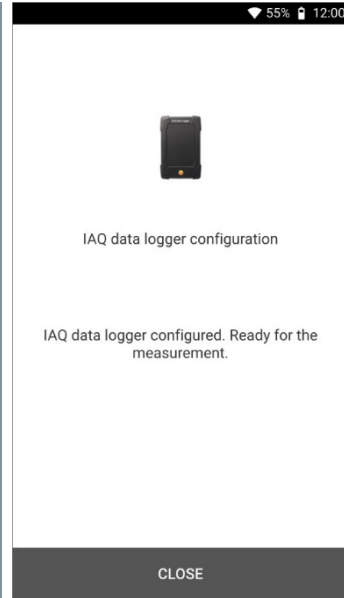 55% 12:00
IAQ data logger configuration
IAQ data logger configured. Ready for the
measurement.
CLOSE